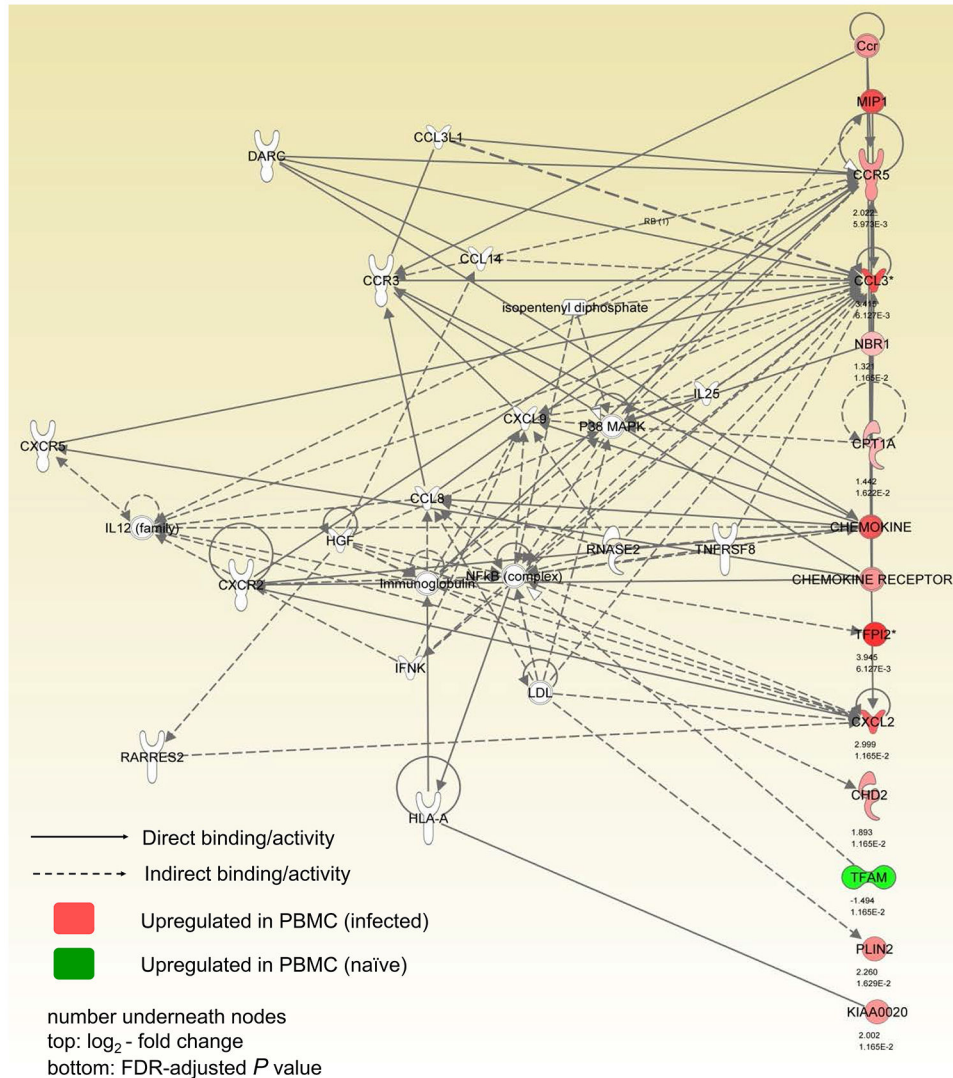 Ccr
MIP1
CCL3L1
DARC
CCR5
2.022
5.973E-3
RB (1)
CCL14
CCR3
CCL3*
6.127E-3
isopentenyl diphosphate
NBR1
1.321
1.165E-2
IL25
CXCL9
P38 MAPK
CXCR5
CPT1A
1.442
1.622E-2
CCL8
IL12 (family)
CHEMOKINE
HGF
RNASE2
TNFRSF8
CXCR2
Immunoglobulin
NFkB (complex)
CHEMOKINE RECEPTOR
TFPI2*
3.945
6.127E-3
IFNK
LDL
CXCL2
2.999
1.165E-2
RARRES2
CHD2
1.893
1.165E-2
HLA-A
Direct binding/activity
Indirect binding/activity
TFAM
-1.494
1.165E-2
Upregulated in PBMC (infected)
PLIN2
2.260
1.629E-2
Upregulated in PBMC (naïve)
KIAA0020
2.002
1.165E-2
number underneath nodes
top: log2 - fold change
bottom: FDR-adjusted P value